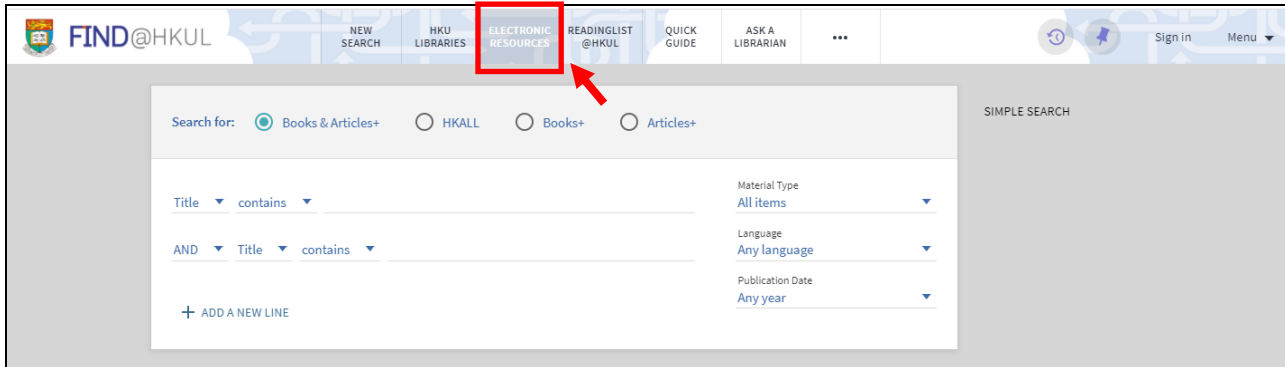 FIND@HKUL
NEW
SEARCH
HKU
LIBRARIES
ELECTRONIC
RESOURCES
READINGLIST
@HKUL
QUICK
GUIDE
ASK A
LIBRARIAN
•••
Sign in
Menu
Search for:
Books & Articles+
HKALL
Books+
Articles+
SIMPLE SEARCH
Title contains
AND Title contains
+ ADD A NEW LINE
Material Type
All items
Language
Any language
Publication Date
Any year